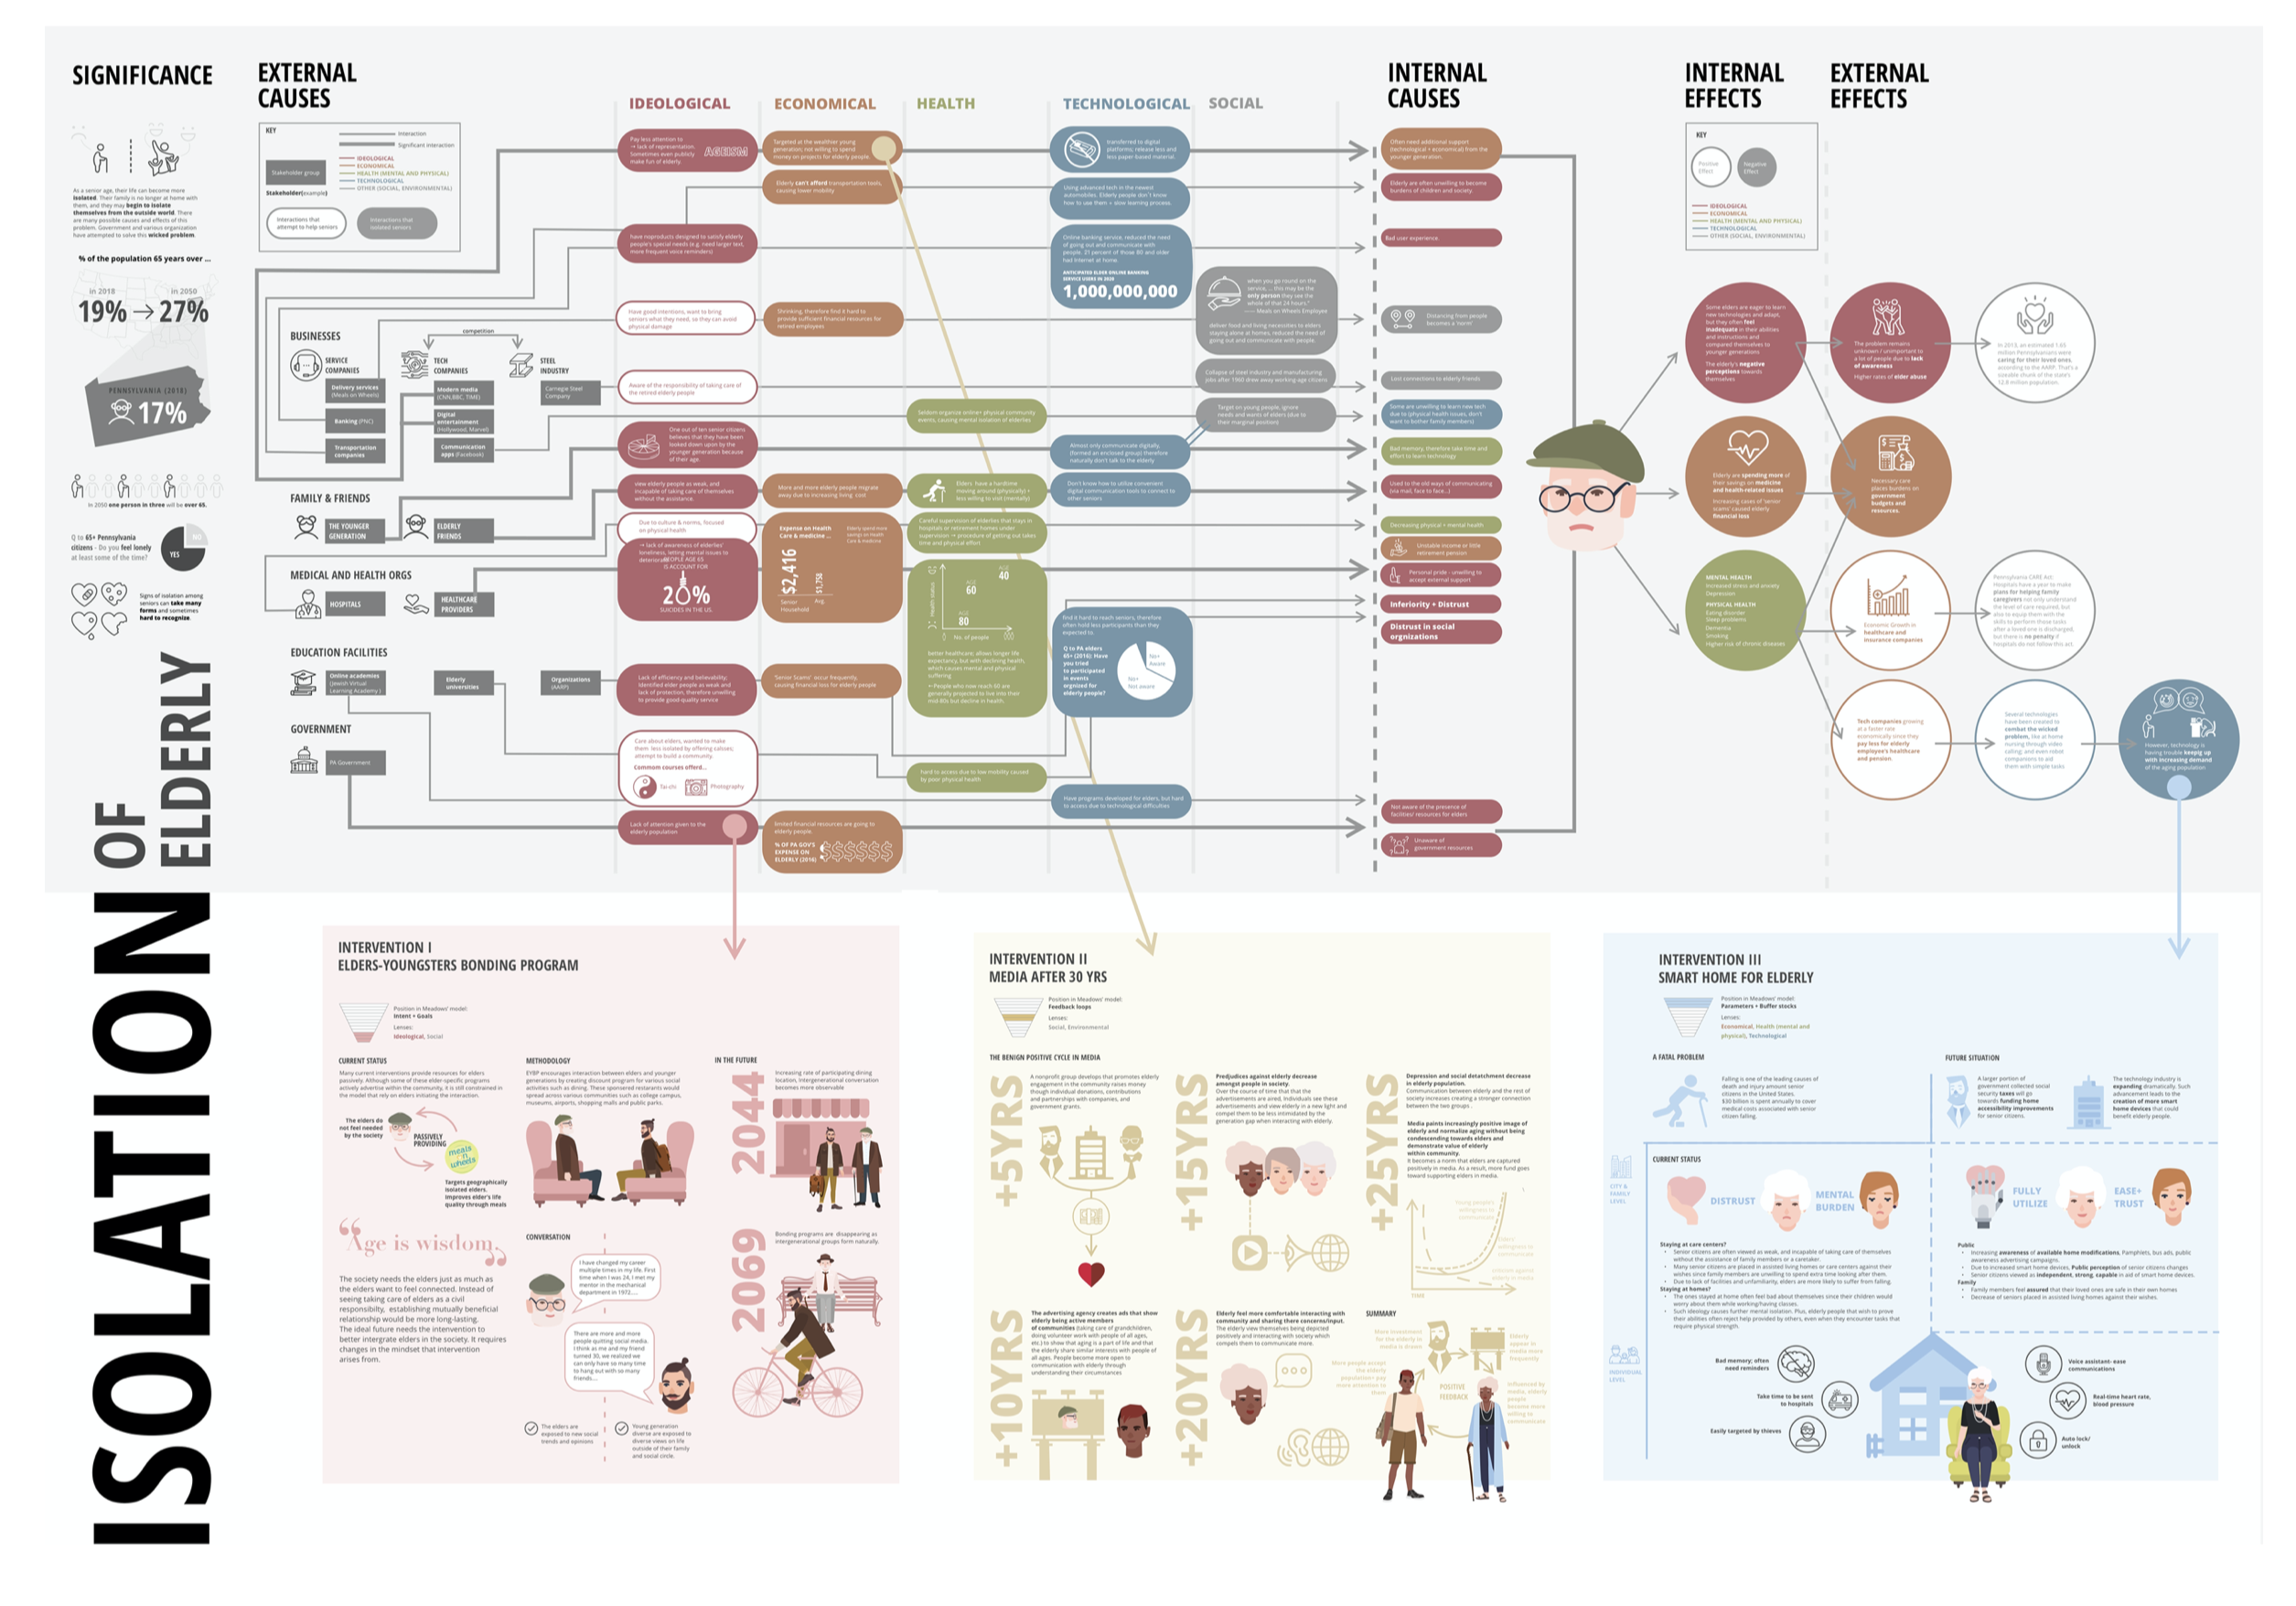 ISOLATION OF ELDERLY
SIGNIFICANCE
As a senior age, their life can become more
isolated. Their family is no longer at home with
them, and they may begin to isolate
themselves from the outside world. There
are many possible causes and effects of this
problem. Government and various organization
have attempted to solve this wicked problem.
% of the population 65 years over ...
in 2018
in 2050
19% → 27%
PENNSYLVANIA (2018)
17%
In 2050 one person in three will be over 65.
Q to 65+ Pennsylvania
citizens - Do you feel lonely
at least some of the time?
NO
YES
Signs of isolation among
seniors can take many
forms and sometimes
hard to recognize.
EXTERNAL
CAUSES
KEY
Interaction
Significant interaction
Stakeholder group
Stakeholder(example)
IDEOLOGICAL
ECONOMICAL
HEALTH (MENTAL AND PHYSICAL)
TECHNOLOGICAL
OTHER (SOCIAL, ENVIRONMENTAL)
Interactions that
attempt to help seniors
Interactions that
isolated seniors
BUSINESSES
competition
SERVICE
COMPANIES
TECH
COMPANIES
STEEL
INDUSTRY
Delivery services
(Meals on Wheels)
Modern media
(CNN,BBC, TIME)
Carnegie Steel
Company
Banking (PNC)
Digital
entertainment
(Hollywood, Marvel)
Transportation
companies
Communication
apps (Facebook)
FAMILY & FRIENDS
THE YOUNGER
GENERATION
ELDERLY
FRIENDS
MEDICAL AND HEALTH ORGS
HOSPITALS
HEALTHCARE
PROVIDERS
EDUCATION FACILITIES
Online academies
(Jewish Virtual
Learning Academy )
Elderly
universities
Organizations
(AARP)
GOVERNMENT
PA Government
IDEOLOGICAL
Pay less attention to
→ lack of representation.
Sometimes even publicly
make fun of elderly.
AGEISM
have noproducts designed to satisfy elderly
people's special needs (e.g. need larger text,
more frequent voice reminders)
Have good intentions, want to bring
seniors what they need, so they can avoid
physical damage
Aware of the responsibility of taking care of
the retired elderly people
One out of ten senior citizens
believes that they have been
looked down upon by the
younger generation because
of their age.
view elderly people as weak, and
incapable of taking care of themselves
without the assistance.
Due to culture & norms, focused
on physical health
→ lack of awareness of elderlies'
loneliness, letting mental issues to
deteriorate
PEOPLE AGE 65
IS ACCOUNT FOR
20%
SUICIDES IN THE US.
Lack of efficiency and believability;
Identified elder people as weak and
lack of protection, therefore unwilling
to provide good-quality service
Care about elders, wanted to make
them less isolated by offering calsses,
attempt to build a community.
Commom courses offerd...
Tai-chi
Photography
Lack of attention given to the
elderly population
ECONOMICAL
Targeted at the wealthier young
generation; not willing to spend
money on projects for elderly people.
Elderly can't afford transportation tools,
causing lower mobility
Shrinking, therefore find it hard to
provide sufficient financial resources for
retired employees
More and more elderly people migrate
away due to increasing living cost
Expense on Health
Care & medicine ...
Elderly spend more
savings on Health
Care & medicine
$2,416
$1,758
Senior
Household
Avg.
'Senior Scams' occur frequently,
causing financial loss for elderly people
limited financial resources are going to
elderly people.
% OF PA GOV'S
EXPENSE ON
ELDERLY (2016)
$$$$$$$
HEALTH
Seldom organize online+ physical community
events, causing mental isolation of elderlies
Elders have a hardtime
moving around (physically) +
less willing to visit (mentally)
Careful supervision of elderlies that stays in
hospitals or retirement homes under
supervision → procedure of getting out takes
time and physical effort
Health status
AGE
40
AGE
60
AGE
80
No. of people
better healthcare; allows longer life
expectancy, but with declining health,
which causes mental and physical
suffering
← People who now reach 60 are
generally projected to live into their
mid-80s but decline in health.
hard to access due to low mobility caused
by poor physical health
TECHNOLOGICAL
transferred to digital
platforms; release less and
less paper-based material.
Using advanced tech in the newest
automobiles. Elderly people don't know
how to use them + slow learning process.
Online banking service, reduced the need
of going out and communicate with
people. 21 percent of those 80 and older
had Internet at home.
ANTICIPATED ELDER ONLINE BANKING
SERVICE USERS IN 2020
1,000,000,000
Almost only communicate digitally,
(formed an enclosed group) therefore
naturally don't talk to the elderly
Don't know how to utilize convenient
digital communication tools to connect to
other seniors
find it hard to reach seniors, therefore
often hold less participants than they
expected to.
Q to PA elders
65+ (2016): Have
you tried
to participated
in events
orgnized for
elderly people?
No+
Aware
No+
Not aware
Have programs developed for elders, but hard
to access due to technological difficulties
SOCIAL
when you go round on the
service, ... this may be the
only person they see the
whole of that 24 hours."
—— Meals on Wheels Employee
deliver food and living necessities to elders
staying alone at homes, reduced the need of
going out and communicate with people.
Collapse of steel industry and manufacturing
jobs after 1960 drew away working-age citizens
Target on young people, ignore
needs and wants of elders (due to
their marginal position)
INTERNAL
CAUSES
Often need additional support
(technological + economical) from the
younger generation.
Elderly are often unwilling to become
burdens of children and society.
Bad user experience.
Distancing from people
becomes a 'norm'
Lost connections to elderly friends
Some are unwilling to learn new tech
due to (physical health issues, don't
want to bother family members)
Bad memory, therefore take time and
effort to learn technology
Used to the old ways of communicating
(via mail, face to face...)
Decreasing physical + mental health
Unstable income or little
retirement pension
Personal pride - unwilling to
accept external support
Inferiority + Distrust
Distrust in social
orgnizations
Not aware of the presence of
facilities/ resources for elders
Unaware of
government resources
INTERNAL
EFFECTS
KEY
Positive
Effect
Negative
Effect
IDEOLOGICAL
ECONOMICAL
HEALTH (MENTAL AND PHYSICAL)
TECHNOLOGICAL
OTHER (SOCIAL, ENVIRONMENTAL)
Some elders are eager to learn
new technologies and adapt,
but they often feel
inadequate in their abilities
and instructions and
compared themselves to
younger generations
The elderly's negative
perceptions towards
themselves
Elderly are spending more of
their savings on medicine
and health-related issues
Increasing cases of 'senior
scams' caused elderly
financial loss
MENTAL HEALTH
Increased stress and anxiety
Depression
PHYSICAL HEALTH
Eating disorder
Sleep problems
Dementia
Smoking
Higher risk of chronic diseases
EXTERNAL
EFFECTS
The problem remains
unknown / unimportant to
a lot of people due to lack
of awareness
Higher rates of elder abuse
In 2013, an estimated 1.65
million Pennsylvanians were
caring for their loved ones,
according to the AARP. That's a
sizeable chunk of the state's
12.8 million population.
Necessary care
places burdens on
government
budgets and
resources.
Economic Growth in
healthcare and
insurance companies
Pennsylvania CARE Act:
Hospitals have a year to make
plans for helping family
caregivers not only understand
the level of care required, but
also to equip them with the
skills to perform those tasks
after a loved one is discharged,
but there is no penalty if
hospitals do not follow this act.
Tech companies growing
at a faster rate
economically since they
pay less for elderly
employee's healthcare
and pension.
Several technologies
have been created to
combat the wicked
problem, like at home
nursing through video
calling, and even robot
companions to aid
them with simple tasks
However, technology is
having trouble keepig up
with increasing demand
of the aging population
INTERVENTION I
ELDERS-YOUNGSTERS BONDING PROGRAM
Position in Meadows' model:
Intent + Goals
Lenses:
Ideological, Social
CURRENT STATUS
Many current interventions provide resources for elders
passively. Although some of these elder-specific programs
actively advertise within the community, it is still constrained in
the model that rely on elders initiating the interaction.
The elders do
not feel needed
by the society
PASSIVELY
PROVIDING
meals
n
wheels
Targets geographically
isolated elders.
Improves elder's life
quality through meals
“Age is wisdom„
The society needs the elders just as much as
the elders want to feel connected. Instead of
seeing taking care of elders as a civil
responsibility, establishing mutually beneficial
relationship would be more long-lasting.
The ideal future needs the intervention to
better intergrate elders in the society. It requires
changes in the mindset that intervention
arises from.
METHODOLOGY
EYBP encourages interaction between elders and younger
generations by creating discount program for various social
activities such as dining. These sponsored restaurants would
spread across various communities such as college campus,
museums, airports, shopping malls and public parks.
CONVERSATION
I have changed my career
multiple times in my life. First
time when I was 24, I met my
mentor in the mechanical
department in 1972....
There are more and more
people quitting social media.
I think as me and my friend
turned 30, we realized we
can only have so many time
to hang out with so many
friends....
The elders are
exposed to new social
trends and opinions
Young generation
diverse are exposed to
diverse views on life
outside of their family
and social circle.
IN THE FUTURE
2044
Increasing rate of participating dining
location, intergenerational conversation
becomes more observable
2069
Bonding programs are disappearing as
intergenerational groups form naturally.
INTERVENTION II
MEDIA AFTER 30 YRS
Position in Meadows' model:
Feedback loops
Lenses:
Social, Environmental
THE BENIGN POSITIVE CYCLE IN MEDIA
+5YRS
A nonprofit group develops that promotes elderly
engagement in the community raises money
though individual donations, contributions
and partnerships with companies, and
government grants.
+10YRS
The advertising agency creates ads that show
elderly being active members
of communities (taking care of grandchildren,
doing volunteer work with people of all ages,
etc.) to show that aging is a part of life and that
the elderly share similar interests with people of
all ages. People become more open to
communication with elderly through
understanding their circumstances
+15YRS
Predjudices against elderly decrease
amongst people in society.
Over the course of time that that the
advertisements are aired, Individuals see these
advertisements and view elderly in a new light and
compel them to be less intimidated by the
generation gap when interacting with elderly.
+20YRS
Elderly feel more comfortable interacting with
community and sharing there concerns/input.
The elderly view themselves being depicted
positively and interacting with society which
compels them to communicate more.
+25YRS
Depression and social detatchment decrease
in elderly population.
Communication between elderly and the rest of
society increases creating a stronger connection
between the two groups .
Media paints increasingly positive image of
elderly and normalize aging without being
condescending towards elders and
demonstrate value of elderly
within community.
It becomes a norm that elders are captured
positively in media. As a result, more fund goes
toward supporting elders in media.
Young people's
willingness to
communicate
Elders
willingness to
communicate
TIME
SUMMARY
More investment
for the elderly in
media is drawn
Elderly
appear in
media more
frequently
More people accept
the elderly
population+ pay
more attention to
them
POSITIVE
FEEDBACK
Influenced by
media, elderly
people
become more
willing to
communicate
INTERVENTION III
SMART HOME FOR ELDERLY
Position in Meadows' model:
Parameters + Buffer stocks
Lenses:
Economical, Health (mental and
physical), Technological
A FATAL PROBLEM
Falling is one of the leading causes of
death and injury amount senior
citizens in the United States.
$30 billion is spent annually to cover
medical costs associated with senior
citizen falling.
FUTURE SITUATION
A larger portion of
government collected social
security taxes will go
towards funding home
accessibility improvements
for senior citizens.
The technology industry is
expanding dramatically. Such
advancement leads to the
creation of more smart
home devices that could
benefit elderly people.
CITY &
FAMILY
LEVEL
CURRENT STATUS
DISTRUST
MENTAL
BURDEN
FULLY
UTILIZE
EASE+
TRUST
Staying at care centers?
• Senior citizens are often viewed as weak, and incapable of taking care of themselves
without the assistance of family members or a caretaker.
• Many senior citizens are placed in assisted living homes or care centers against their
wishes since family members are unwilling to spend extra time looking after them.
• Due to lack of facilities and unfamiliarity, elders are more likely to suffer from falling.
Staying at homes?
• The ones stayed at home often feel bad about themselves since their children would
worry about them while working/having classes.
• Such ideology causes further mental isolation. Plus, elderly people that wish to prove
their abilities often reject help provided by others, even when they encounter tasks that
require physical strength.
Public
• Increasing awareness of available home modifications, Pamphlets, bus ads, public
awareness advertising campaigns.
• Due to increased smart home devices, Public perception of senior citizens changes
• Senior citizens viewed as independent, strong, capable in aid of smart home devices.
Family
• Family members feel assured that their loved ones are safe in their own homes
• Decrease of seniors placed in assisted living homes against their wishes.
INDIVIDUAL
LEVEL
Bad memory; often
need reminders
Take time to be sent
to hospitals
Easily targeted by thieves
Voice assistant- ease
communications
Real-time heart rate,
blood pressure
Auto lock/
unlock